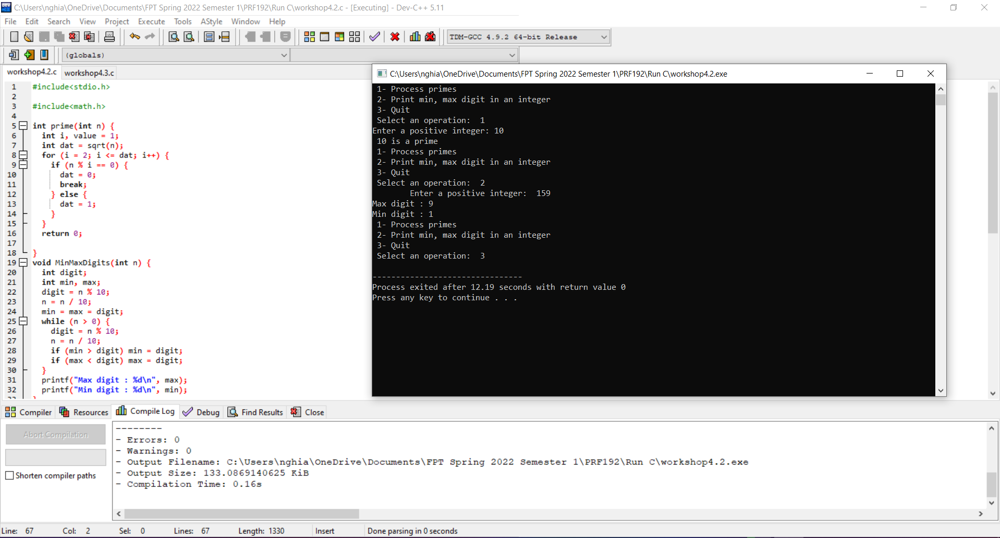 C:\Users\nghia\OneDrive\Documents\FPT Spring 2022 Semester 1\PRF192\Run C\workshop4.2.c - [Executing] - Dev-C++ 5.11
File Edit Search View Project Execute Tools AStyle Window Help
TDM-GCC 4.9.2 64-bit Release
(globals)
workshop4.2.c workshop4.3.c
1 #include<stdio.h>
2
3 #include<math.h>
4
5 int prime(int n) {
6 int i, value = 1;
7 int dat = sqrt(n);
8 for (i = 2; i <= dat; i++) {
9 if (n % i == 0) {
10 dat = 0;
11 break;
12 } else {
13 dat = 1;
14 }
15 }
16 return 0;
17
18 }
19 void MinMaxDigits(int n) {
20 int digit;
21 int min, max;
22 digit = n % 10;
23 n = n / 10;
24 min = max = digit;
25 while (n > 0) {
26 digit = n % 10;
27 n = n / 10;
28 if (min > digit) min = digit;
29 if (max < digit) max = digit;
30 }
31 printf("Max digit : %d\n", max);
32 printf("Min digit : %d\n", min);
C:\Users\nghia\OneDrive\Documents\FPT Spring 2022 Semester 1\PRF192\Run C\workshop4.2.exe
1- Process primes
2- Print min, max digit in an integer
3- Quit
Select an operation: 1
Enter a positive integer: 10
10 is a prime
1- Process primes
2- Print min, max digit in an integer
3- Quit
Select an operation: 2
Enter a positive integer: 159
Max digit : 9
Min digit : 1
1- Process primes
2- Print min, max digit in an integer
3- Quit
Select an operation: 3
--------------------------------
Process exited after 12.19 seconds with return value 0
Press any key to continue . . .
Compiler Resources Compile Log Debug Find Results Close
Abort Compilation
Shorten compiler paths
--------
- Errors: 0
- Warnings: 0
- Output Filename: C:\Users\nghia\OneDrive\Documents\FPT Spring 2022 Semester 1\PRF192\Run C\workshop4.2.exe
- Output Size: 133.0869140625 KiB
- Compilation Time: 0.16s
Line: 67 Col: 2 Sel: 0 Lines: 67 Length: 1330 Insert Done parsing in 0 seconds